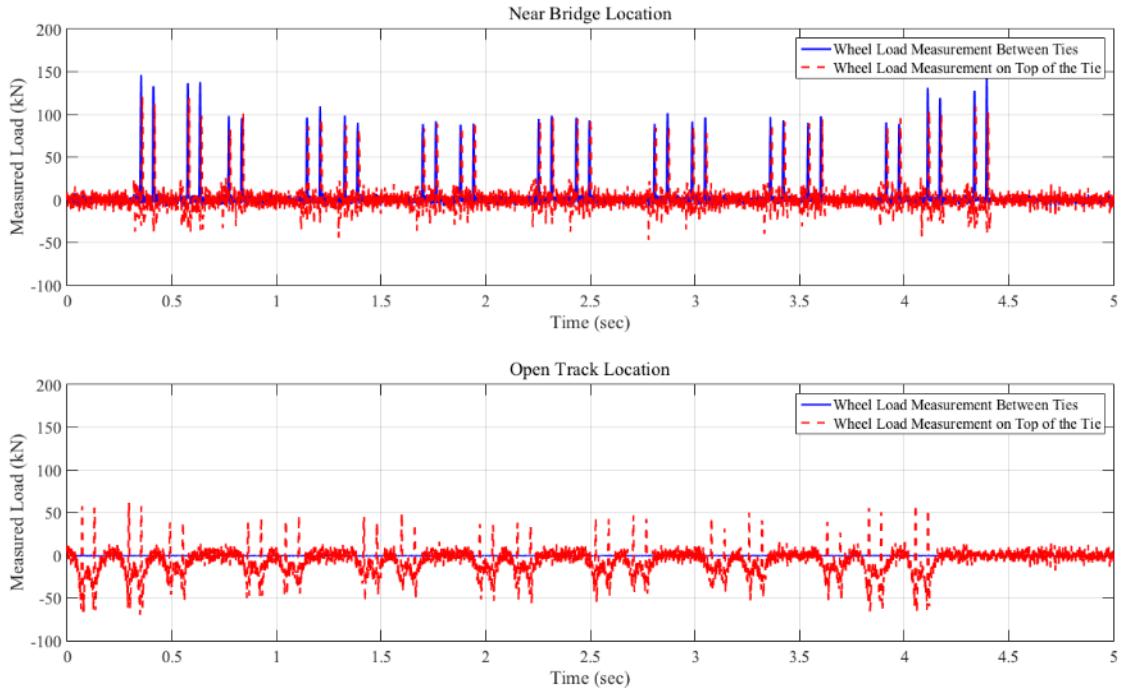 Near Bridge Location
200
150
100
50
0
-50
-100
Measured Load (kN)
Wheel Load Measurement Between Ties
Wheel Load Measurement on Top of the Tie
0 0.5 1 1.5 2 2.5 3 3.5 4 4.5 5
Time (sec)
Open Track Location
200
150
100
50
0
-50
-100
Measured Load (kN)
Wheel Load Measurement Between Ties
Wheel Load Measurement on Top of the Tie
0 0.5 1 1.5 2 2.5 3 3.5 4 4.5 5
Time (sec)